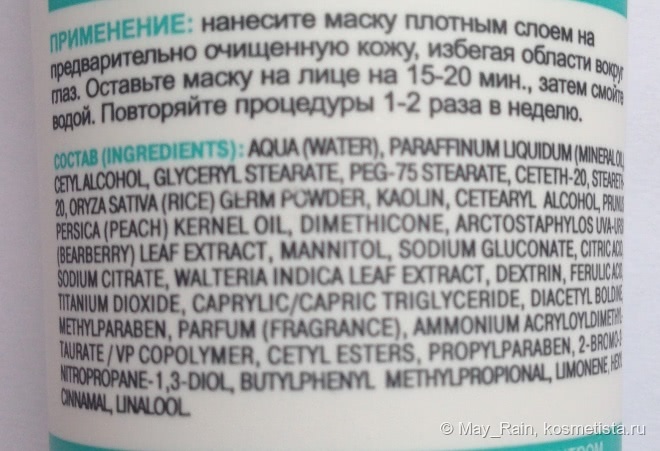 ПРИМЕНЕНИЕ: нанесите маску плотным слоем на
предварительно очищенную кожу, избегая области вокруг
глаз. Оставьте маску на лице на 15-20 мин., затем смойте
водой. Повторяйте процедуры 1-2 раза в неделю.
СОСТАВ (INGREDIENTS): AQUA (WATER), PARAFFINUM LIQUIDUM (MINERAL OIL),
CETYL ALCOHOL, GLYCERYL STEARATE, PEG-75 STEARATE, CETETH-20, STEARETH-
20, ORYZA SATIVA (RICE) GERM POWDER, KAOLIN, CETEARYL ALCOHOL, PRUNUS
PERSICA (PEACH) KERNEL OIL, DIMETHICONE, ARCTOSTAPHYLOS UVA-URSI
(BEARBERRY) LEAF EXTRACT, MANNITOL, SODIUM GLUCONATE, CITRIC ACID,
SODIUM CITRATE, WALTERIA INDICA LEAF EXTRACT, DEXTRIN, FERULIC ACID,
TITANIUM DIOXIDE, CAPRYLIC/CAPRIC TRIGLYCERIDE, DIACETYL BOLDINE,
METHYLPARABEN, PARFUM (FRAGRANCE), AMMONIUM ACRYLOYLDIMETHYL-
TAURATE / VP COPOLYMER, CETYL ESTERS, PROPYLPARABEN, 2-BROMO-2-
NITROPROPANE-1,3-DIOL, BUTYLPHENYL METHYLPROPIONAL, LIMONENE, HEXYL
CINNAMAL, LINALOOL.
© May_Rain, kosmetista.ru